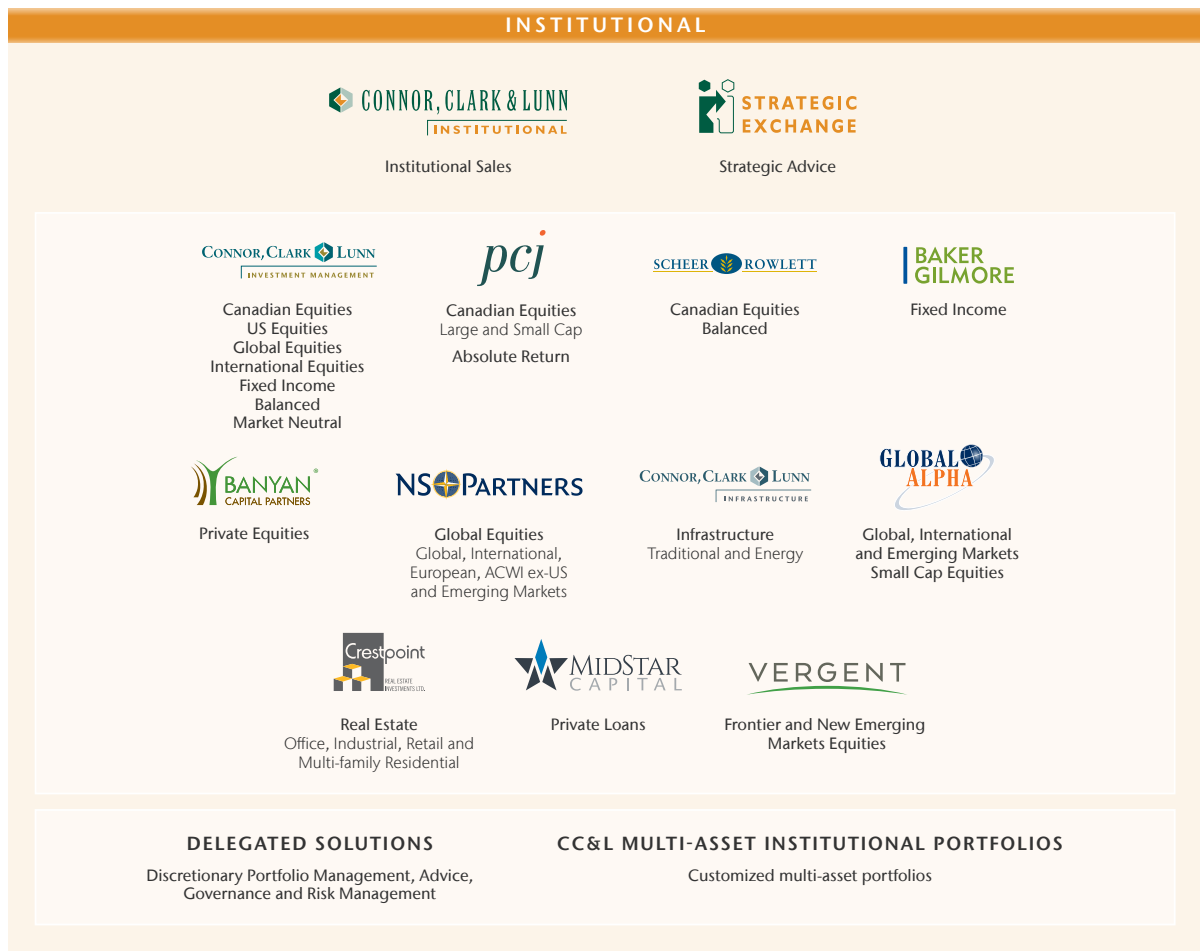 INSTITUTIONAL
CONNOR, CLARK & LUNN
INSTITUTIONAL
Institutional Sales
STRATEGIC
EXCHANGE
Strategic Advice
CONNOR, CLARK LUNN
INVESTMENT MANAGEMENT
Canadian Equities
US Equities
Global Equities
International Equities
Fixed Income
Balanced
Market Neutral
pcj
Canadian Equities
Large and Small Cap
Absolute Return
SCHEER ROWLETT
Canadian Equities
Balanced
BAKER
GILMORE
Fixed Income
BANYAN®
CAPITAL PARTNERS
Private Equities
NS PARTNERS
Global Equities
Global, International,
European, ACWI ex-US
and Emerging Markets
CONNOR, CLARK LUNN
INFRASTRUCTURE
Infrastructure
Traditional and Energy
GLOBAL
ALPHA
Global, International
and Emerging Markets
Small Cap Equities
Crestpoint
REAL ESTATE
INVESTMENTS LTD.
Real Estate
Office, Industrial, Retail and
Multi-family Residential
MIDSTAR
CAPITAL
Private Loans
VERGENT
Frontier and New Emerging
Markets Equities
DELEGATED SOLUTIONS
Discretionary Portfolio Management, Advice,
Governance and Risk Management
CC&L MULTI-ASSET INSTITUTIONAL PORTFOLIOS
Customized multi-asset portfolios